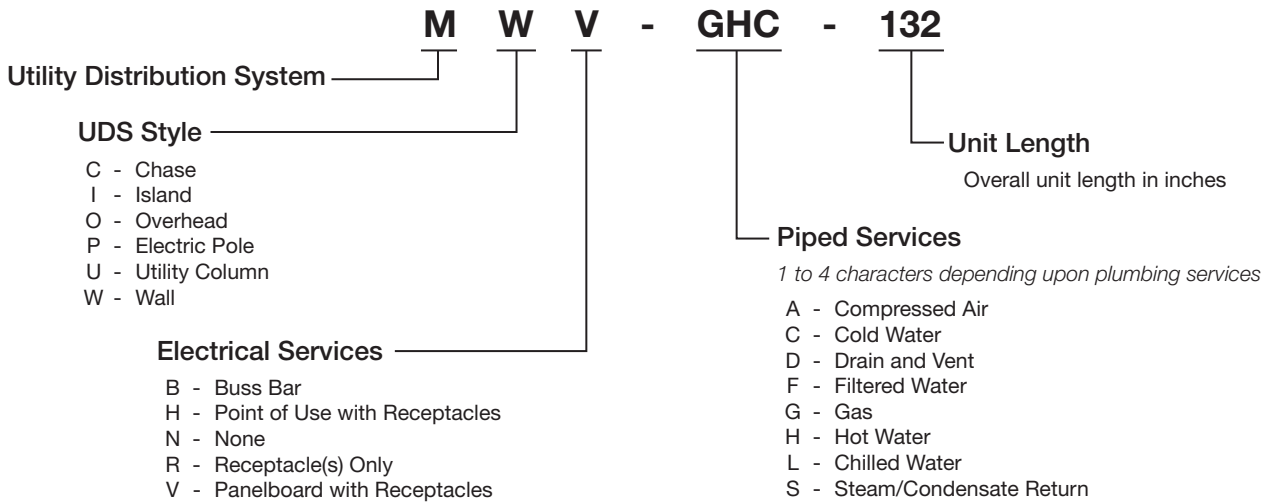 M W V - GHC - 132
Utility Distribution System
UDS Style
C - Chase
I - Island
O - Overhead
P - Electric Pole
U - Utility Column
W - Wall
Electrical Services
B - Buss Bar
H - Point of Use with Receptacles
N - None
R - Receptacle(s) Only
V - Panelboard with Receptacles
Unit Length
Overall unit length in inches
Piped Services
1 to 4 characters depending upon plumbing services
A - Compressed Air
C - Cold Water
D - Drain and Vent
F - Filtered Water
G - Gas
H - Hot Water
L - Chilled Water
S - Steam/Condensate Return